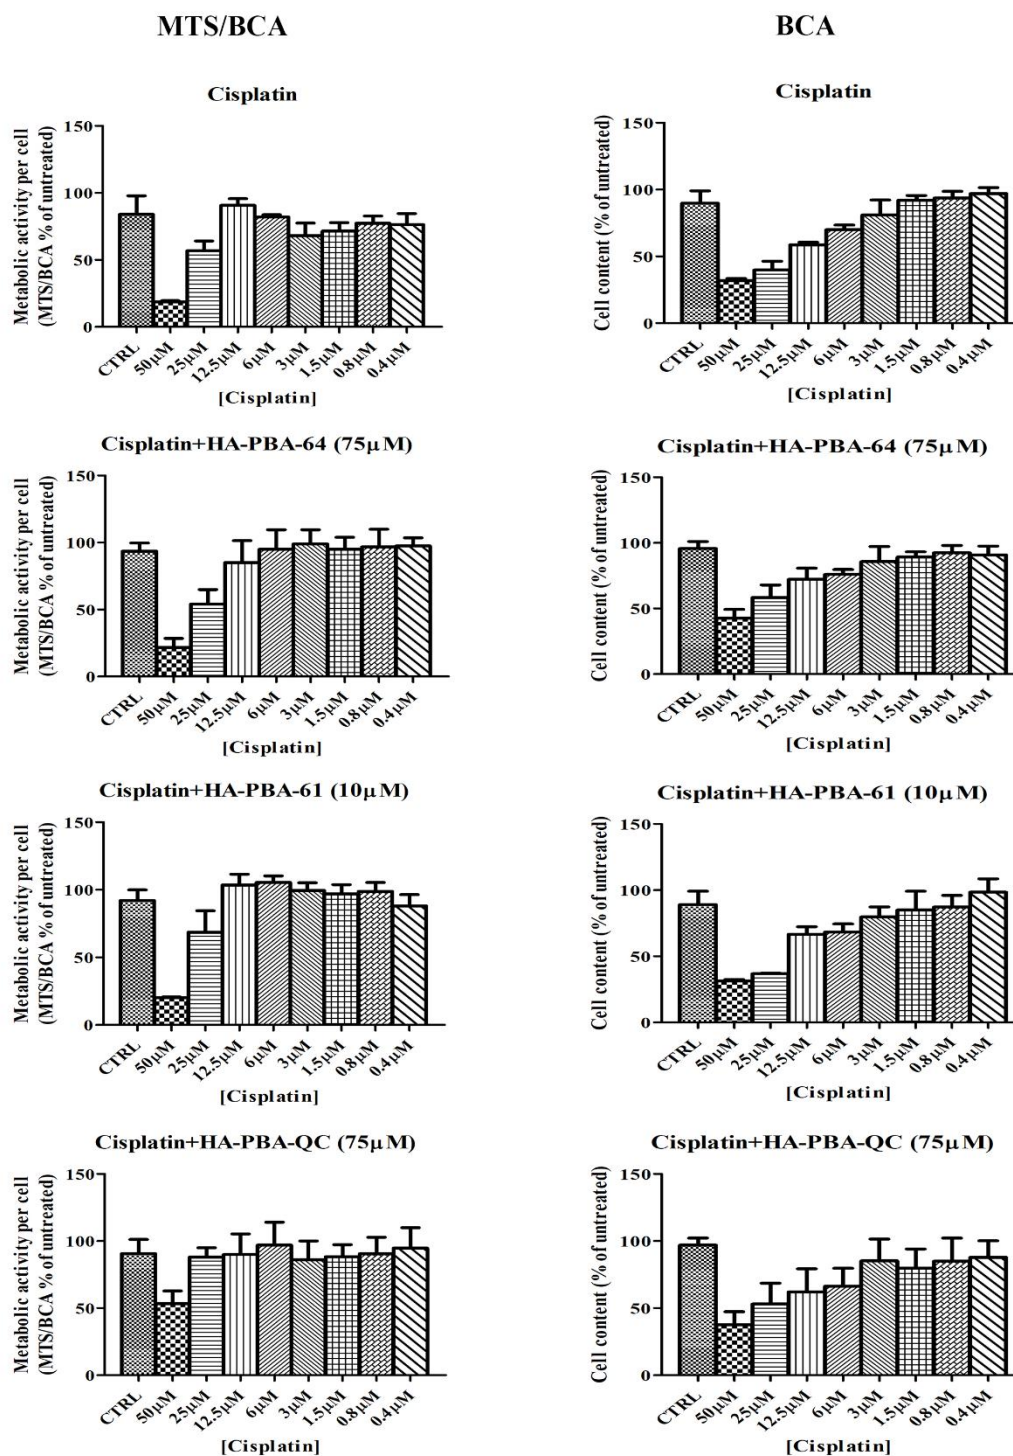 MTS/BCA
BCA
Cisplatin
Metabolic activity per cell
(MTS/BCA % of untreated)
150
100
50
0
CTRL
50μM
25μM
12.5μM
6μM
3μM
1.5μM
0.8μM
0.4μM
[Cisplatin]
Cisplatin
Cell content (% of untreated)
150
100
50
0
CTRL
50μM
25μM
12.5μM
6μM
3μM
1.5μM
0.8μM
0.4μM
[Cisplatin]
Cisplatin+HA-PBA-64 (75μM)
Metabolic activity per cell
(MTS/BCA % of untreated)
150
100
50
0
CTRL
50μM
25μM
12.5μM
6μM
3μM
1.5μM
0.8μM
0.4μM
[Cisplatin]
Cisplatin+HA-PBA-64 (75μM)
Cell content (% of untreated)
150
100
50
0
CTRL
50μM
25μM
12.5μM
6μM
3μM
1.5μM
0.8μM
0.4μM
[Cisplatin]
Cisplatin+HA-PBA-61 (10μM)
Metabolic activity per cell
(MTS/BCA % of untreated)
150
100
50
0
CTRL
50μM
25μM
12.5μM
6μM
3μM
1.5μM
0.8μM
0.4μM
[Cisplatin]
Cisplatin+HA-PBA-61 (10μM)
Cell content (% of untreated)
150
100
50
0
CTRL
50μM
25μM
12.5μM
6μM
3μM
1.5μM
0.8μM
0.4μM
[Cisplatin]
Cisplatin+HA-PBA-QC (75μM)
Metabolic activity per cell
(MTS/BCA % of untreated)
150
100
50
0
CTRL
50μM
25μM
12.5μM
6μM
3μM
1.5μM
0.8μM
0.4μM
[Cisplatin]
Cisplatin+HA-PBA-QC (75μM)
Cell content (% of untreated)
150
100
50
0
CTRL
50μM
25μM
12.5μM
6μM
3μM
1.5μM
0.8μM
0.4μM
[Cisplatin]